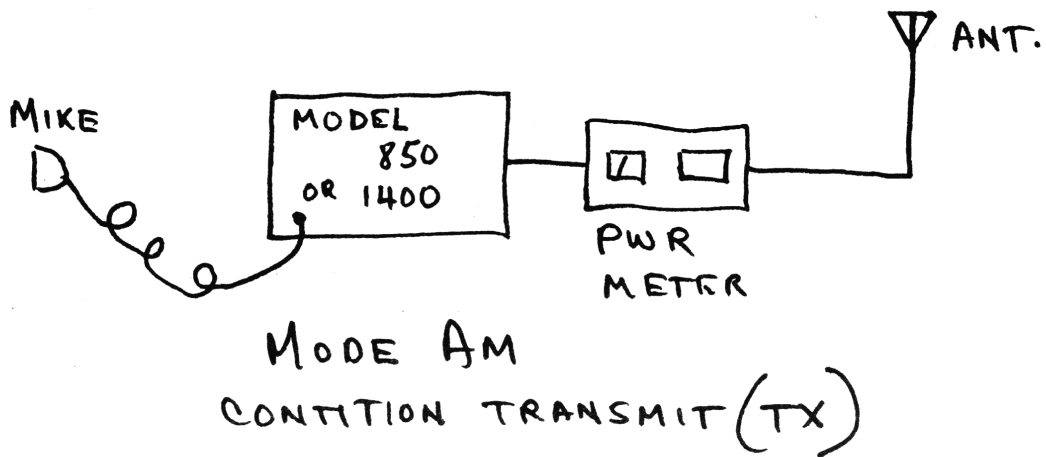 ANT.
MIKE
MODEL
850
OR 1400
PWR
METER
MODE AM
CONTITION TRANSMIT (TX)